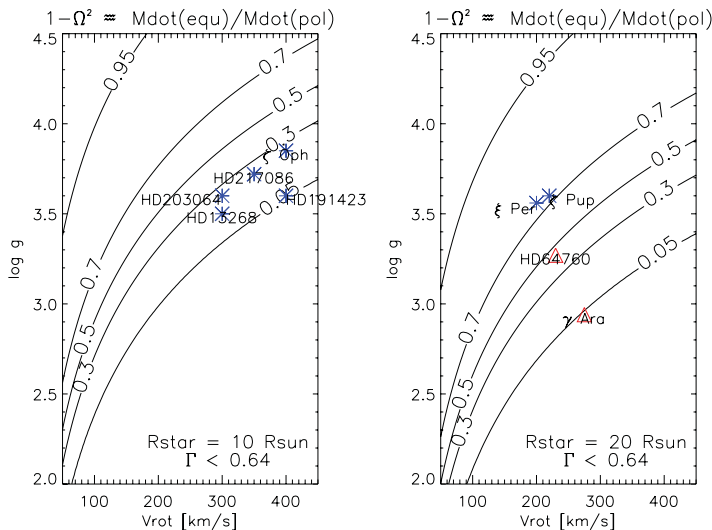 1-Ω² ≈ Mdot(equ)/Mdot(pol)
4.5
4.0
3.5
3.0
2.5
2.0
log g
0.95
0.7
0.5
0.3
0.05
0.7
0.5
0.3
ζ Oph
HD217086
HD203064
HD191423
HD13268
Rstar = 10 Rsun
Γ < 0.64
100 200 300 400
Vrot [km/s]
1-Ω² ≈ Mdot(equ)/Mdot(pol)
4.5
4.0
3.5
3.0
2.5
2.0
log g
0.95
0.7
0.5
0.3
0.05
0.7
0.5
0.3
ξ Per
ζ Pup
HD64760
γ Ara
Rstar = 20 Rsun
Γ < 0.64
100 200 300 400
Vrot [km/s]